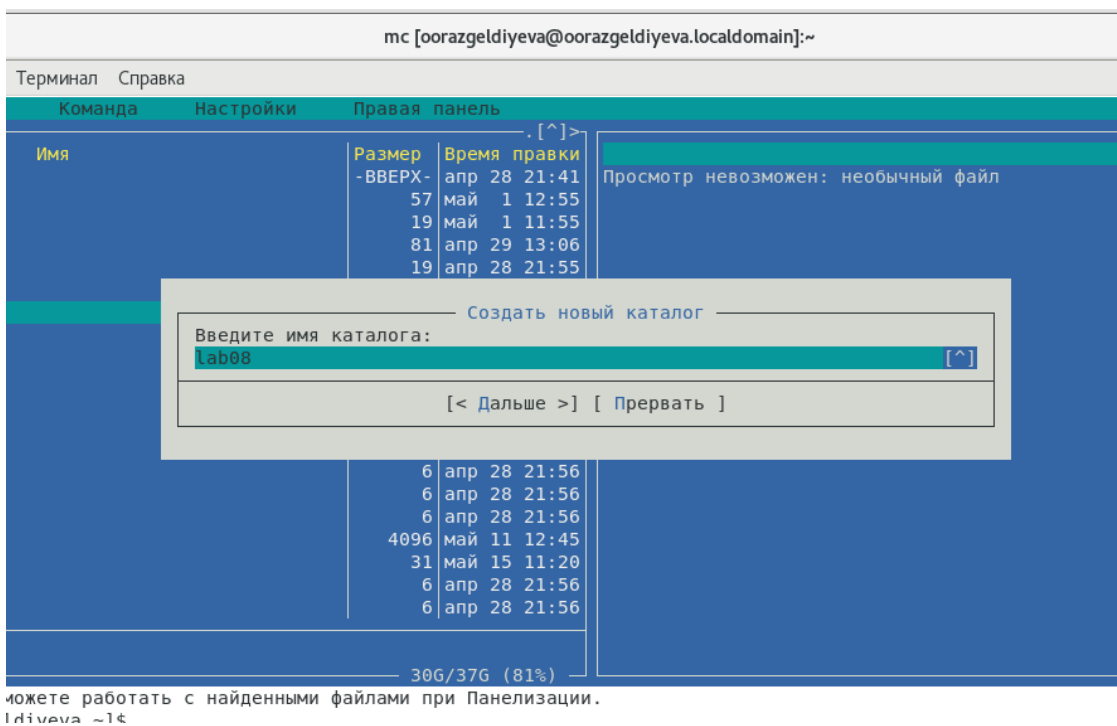 mc [oorazgeldiyeva@oorazgeldiyeva.localdomain]:~
Терминал Справка
Команда Настройки Правая панель
.[^]>
Имя Размер Время правки
-ВВЕРХ- апр 28 21:41 Просмотр невозможен: необычный файл
57 май 1 12:55
19 май 1 11:55
81 апр 29 13:06
19 апр 28 21:55
Создать новый каталог
Введите имя каталога:
lab08 [^]
[< Дальше >] [ Прервать ]
6 апр 28 21:56
6 апр 28 21:56
6 апр 28 21:56
4096 май 11 12:45
31 май 15 11:20
6 апр 28 21:56
6 апр 28 21:56
30G/37G (81%)
можете работать с найденными файлами при Панелизации.
ldiyeva ~]$